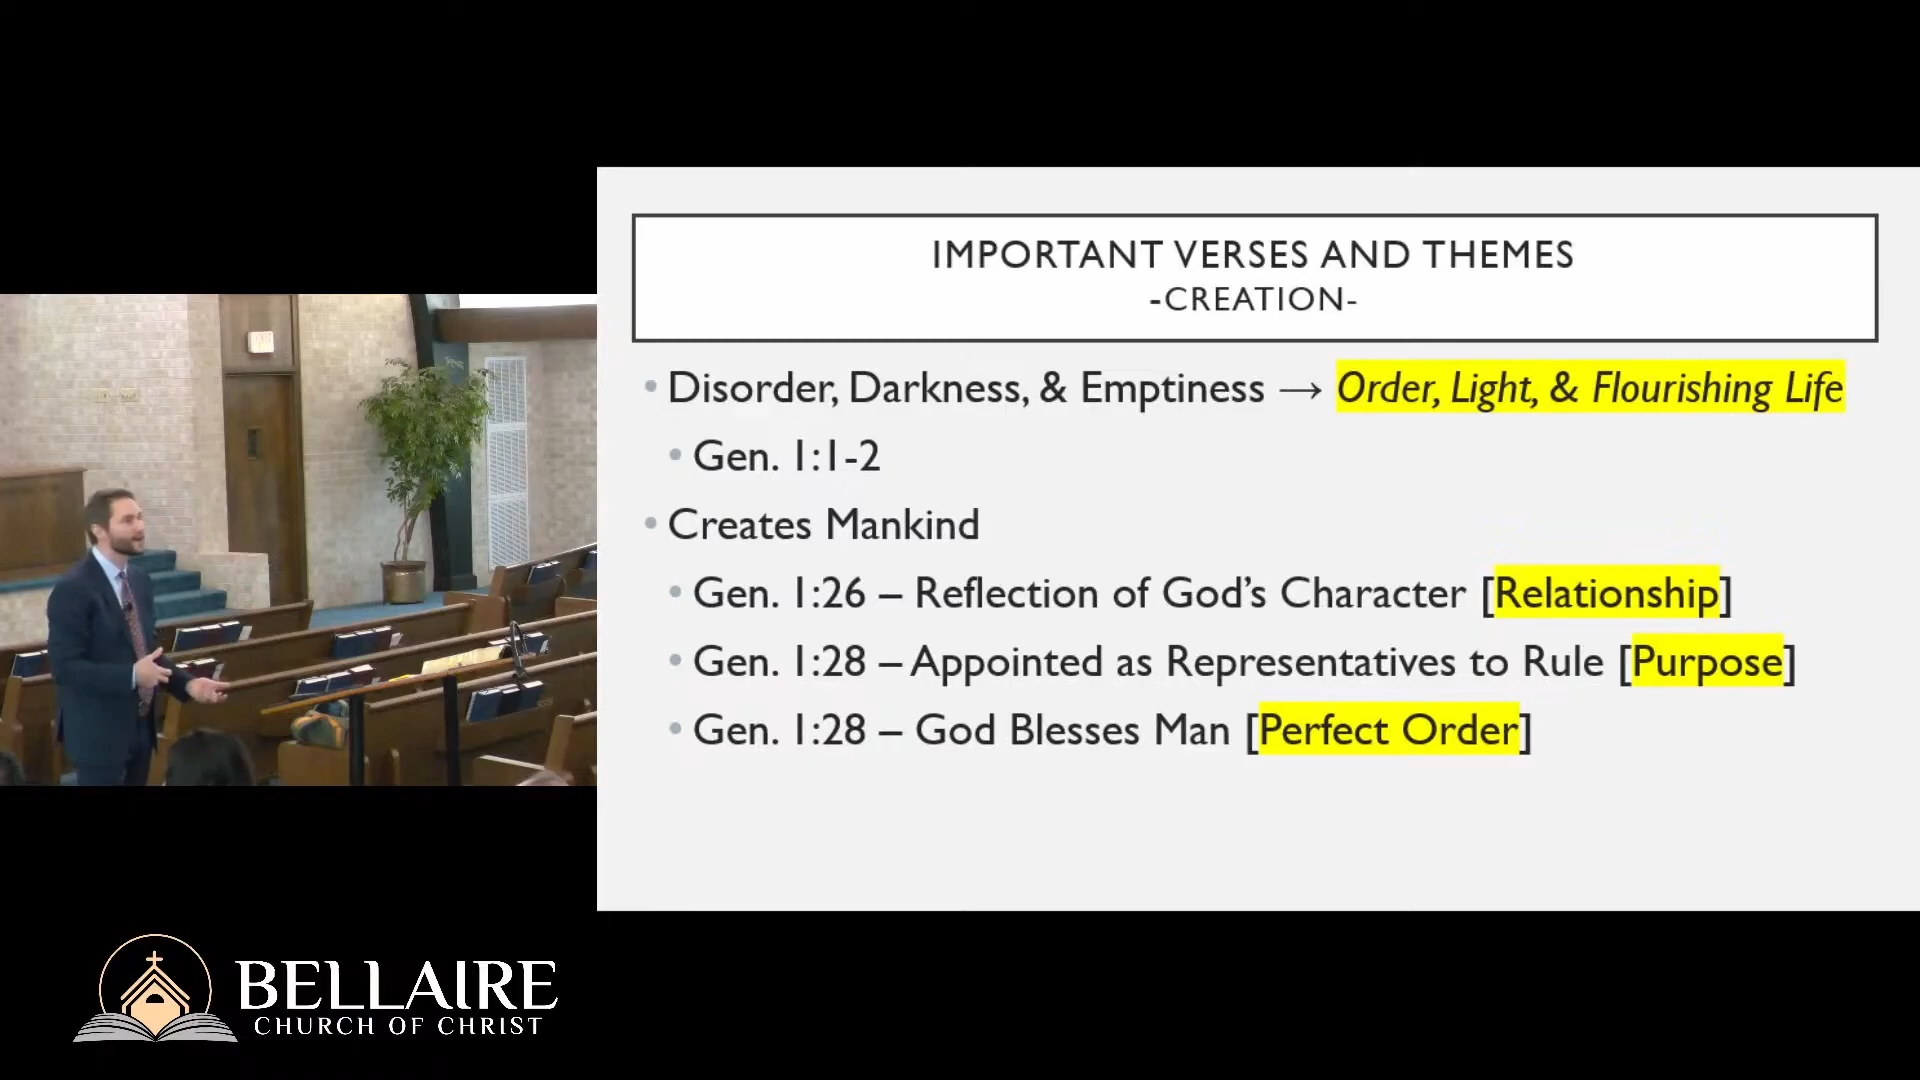 IMPORTANT VERSES AND THEMES
-CREATION-
• Disorder, Darkness, & Emptiness → Order, Light, & Flourishing Life
• Gen. 1:1-2
• Creates Mankind
• Gen. 1:26 – Reflection of God’s Character [Relationship]
• Gen. 1:28 – Appointed as Representatives to Rule [Purpose]
• Gen. 1:28 – God Blesses Man [Perfect Order]
BELLAIRE
CHURCH OF CHRIST